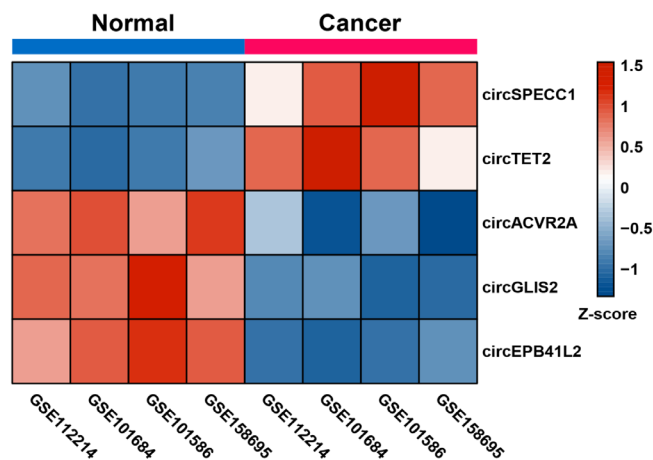 Normal Cancer
circSPECC1
circTET2
circACVR2A
circGLIS2
circEPB41L2
1.5
1
0.5
0
−0.5
−1
Z-score
GSE112214 GSE101684 GSE101586 GSE158695 GSE112214 GSE101684 GSE101586 GSE158695